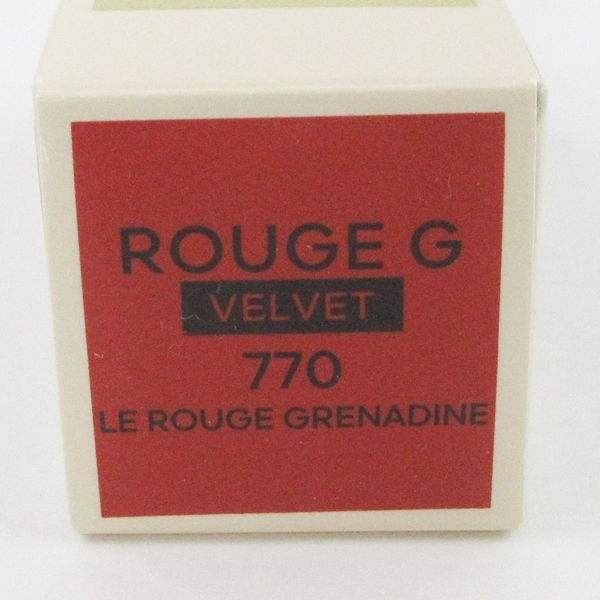 ROUGE G
VELVET
770
LE ROUGE GRENADINE